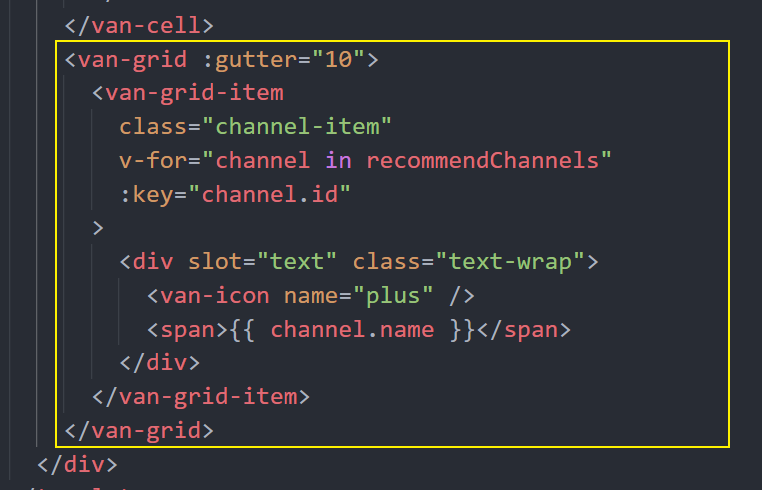 </van-cell>
<van-grid :gutter="10">
<van-grid-item
class="channel-item"
v-for="channel in recommendChannels"
:key="channel.id"
>
<div slot="text" class="text-wrap">
<van-icon name="plus" />
<span>{{ channel.name }}</span>
</div>
</van-grid-item>
</van-grid>
</div>